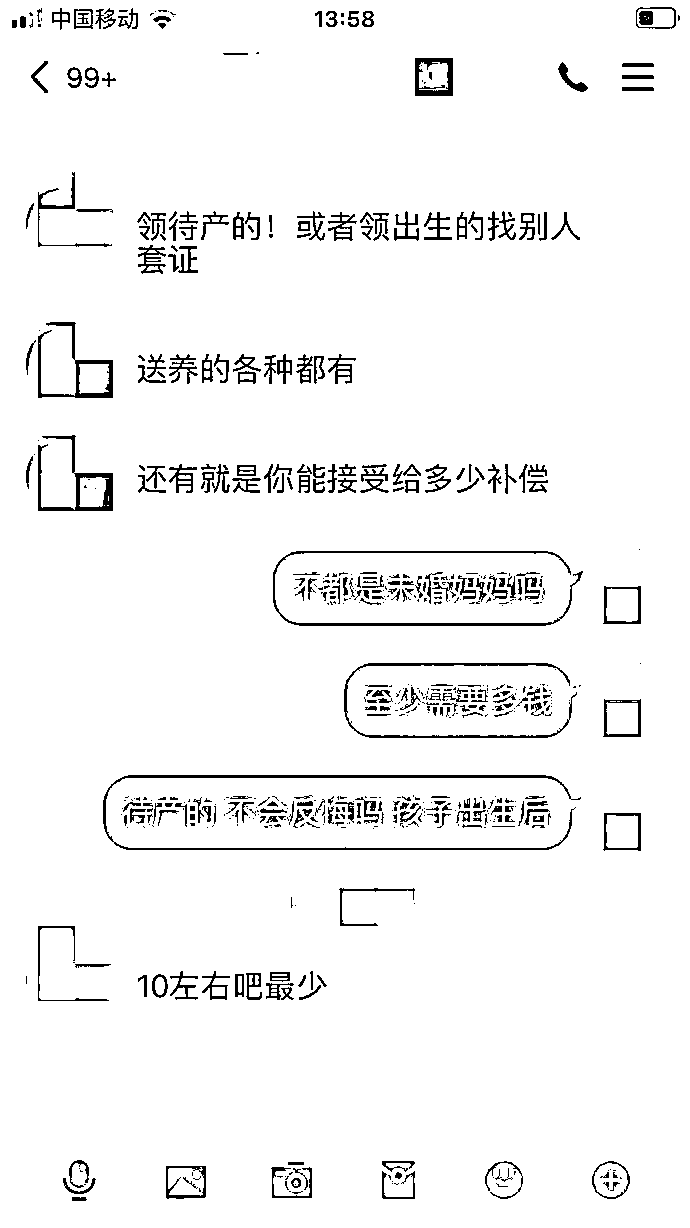 中国移动
13:58
99+
领待产的！或者领出生的找别人
套证
送养的各种都有
还有就是你能接受给多少补偿
不都是未婚妈妈吗
至少需要多钱
待产的 不会反悔吗 孩子出生后
10左右吧最少